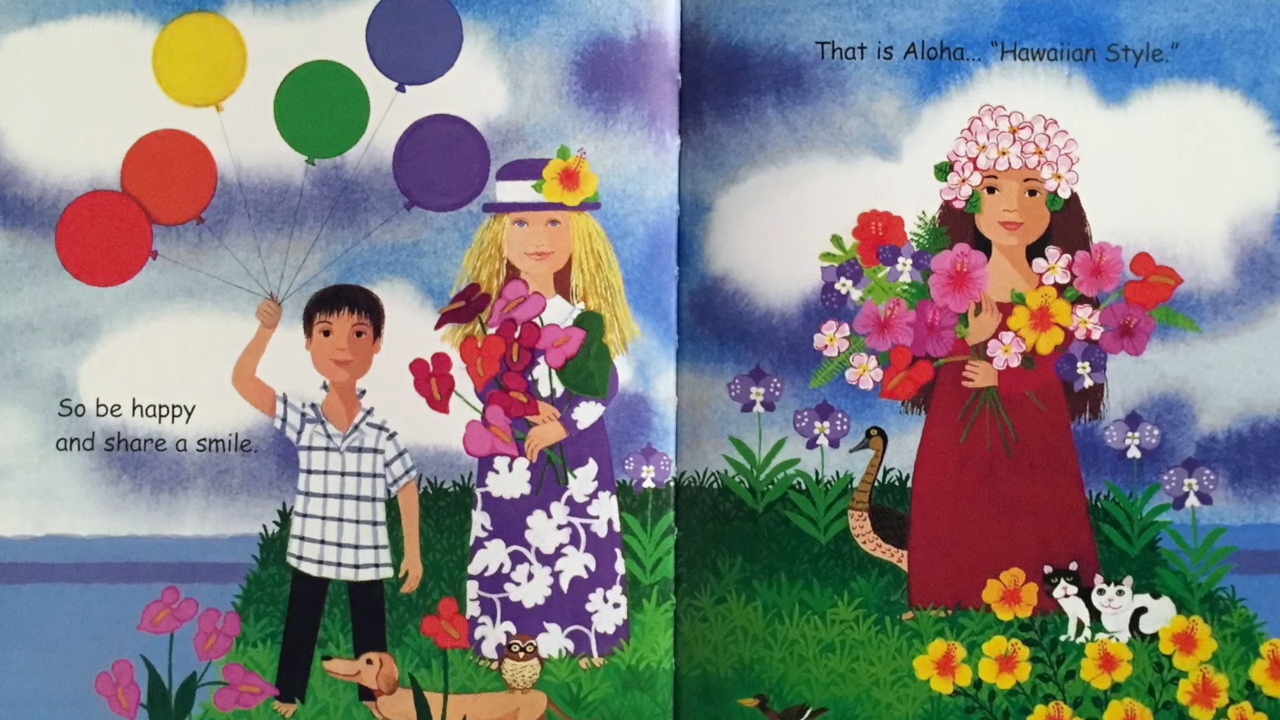 So be happy
and share a smile.
That is Aloha... “Hawaiian Style.”